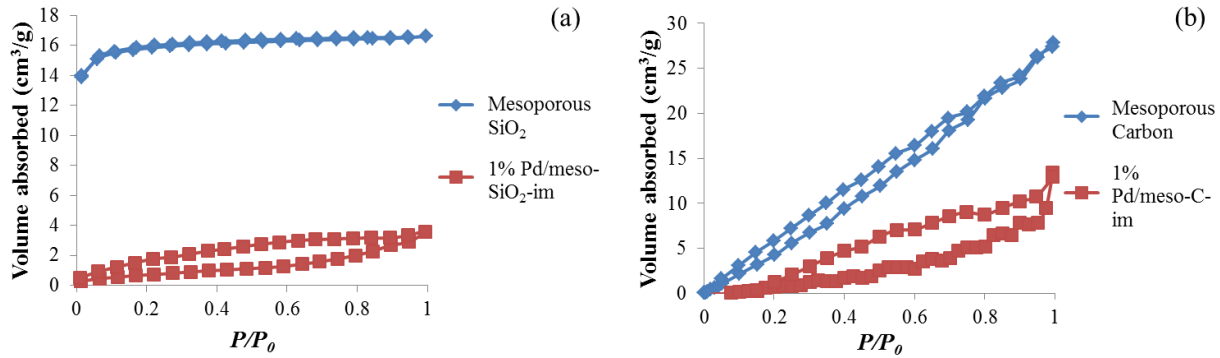 (a)
Volume absorbed (cm³/g)
18
16
14
12
10
8
6
4
2
0
0
0.2
0.4
0.6
0.8
1
P/P₀
Mesoporous
SiO₂
1% Pd/meso-
SiO₂-im
(b)
Volume absorbed (cm³/g)
30
25
20
15
10
5
0
0
0.2
0.4
0.6
0.8
1
P/P₀
Mesoporous
Carbon
1%
Pd/meso-C-
im